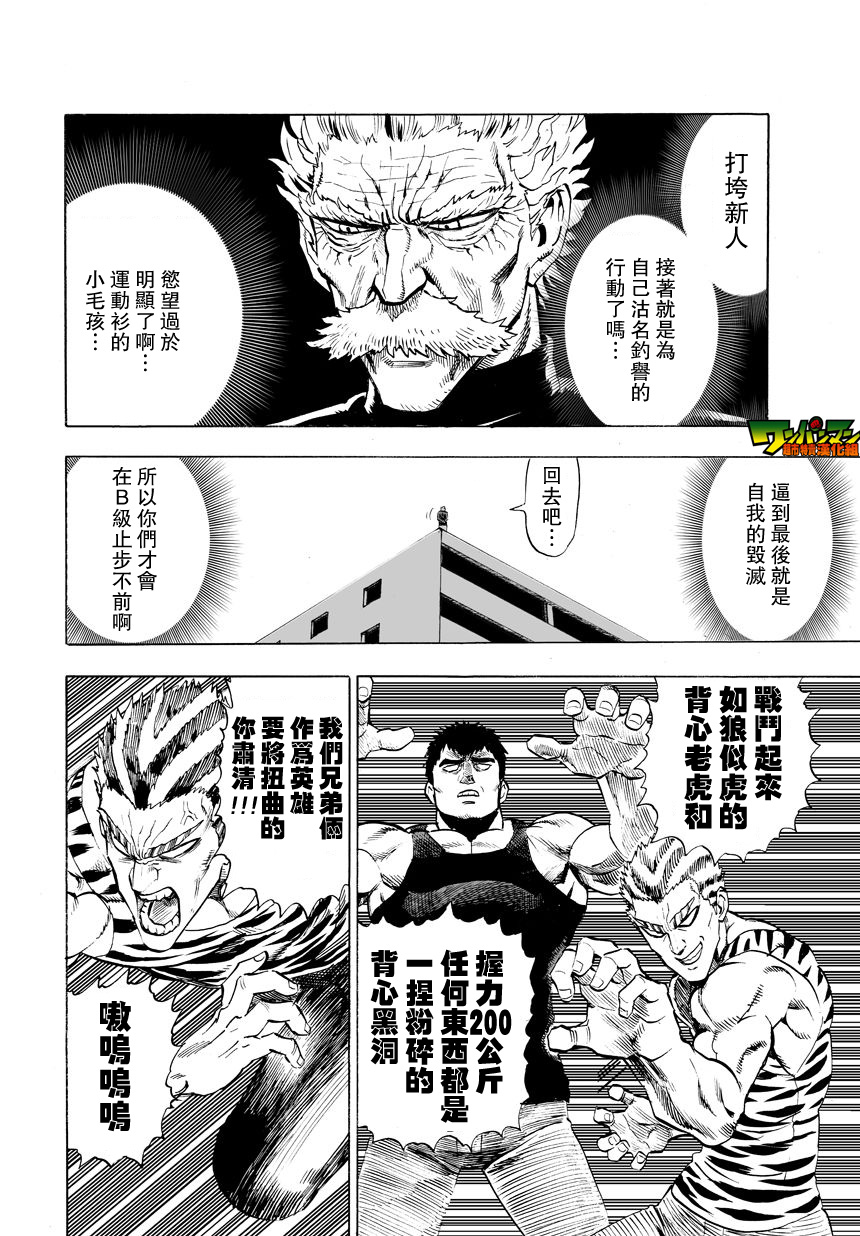 打垮新人
接著就是為
自己沽名釣譽的
行動了嗎…
慾望過於
明顯了啊…
運動衫的
小毛孩…
ワンパンマン
逼到最後就是
自我的毀滅
回去吧…
所以你們才會
在B級止步不前啊
戰鬥起來
如狼似虎的
背心老虎和
握力200公斤
任何東西都是
一捏粉碎的
背心黑洞
我們兄弟倆
作爲英雄
要將扭曲的
你肅清!!!
嗷嗚嗚嗚